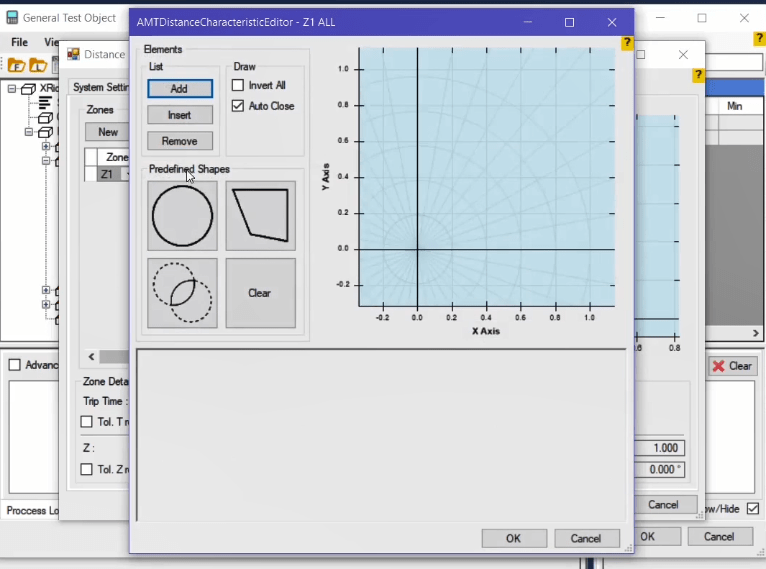 General Test Object
AMTDistanceCharacteristicEditor - Z1 ALL
File
Distance
System Settin
Zones
New
Zone
Z1
Elements
List
Add
Insert
Remove
Draw
Invert All
Auto Close
Predefined Shapes
Clear
Y Axis
1.0
0.8
0.6
0.4
0.2
0.0
-0.2
-0.2 0.0 0.2 0.4 0.6 0.8 1.0
X Axis
?
?
?
Min
0.8
Clear
Advanc
Zone Deta
Trip Time :
Tol. T
Z :
Tol. Z
1.000
0.000 °
Proccess Lo
Cancel
ow/Hide
OK Cancel
OK Cancel